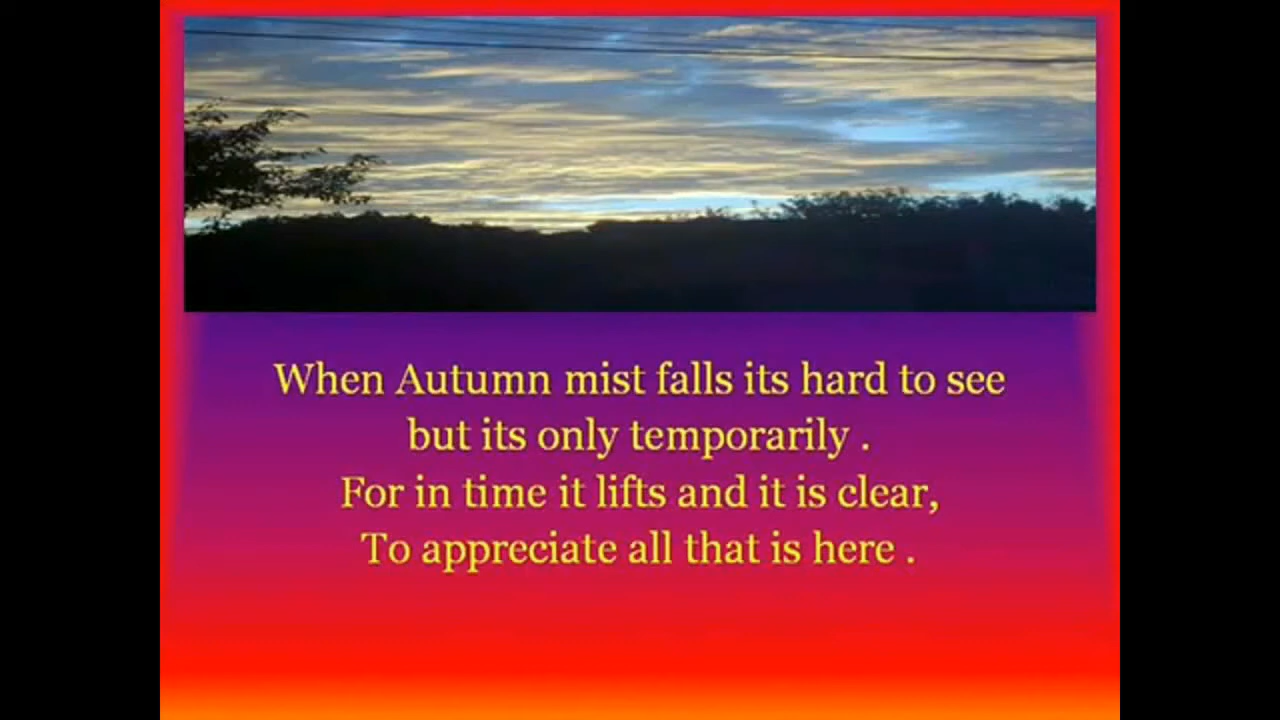 When Autumn mist falls its hard to see
but its only temporarily .
For in time it lifts and it is clear,
To appreciate all that is here .